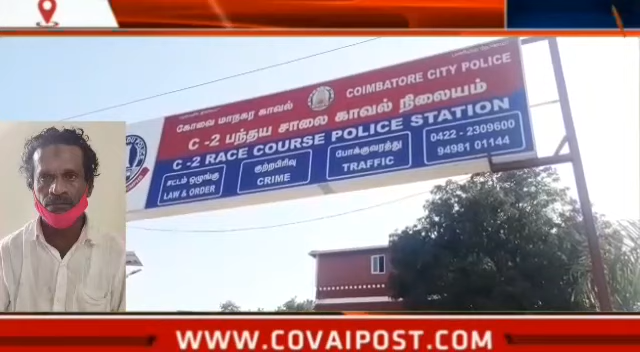 COIMBATORE CITY POLICE
கோவை மாநகர காவல்
C - 2 பந்தய சாலை காவல் நிலையம்
C - 2 RACE COURSE POLICE STATION
சட்டம் ஒழுங்கு
LAW & ORDER
குற்றபிரிவு
CRIME
போக்குவரத்து
TRAFFIC
0422 - 2309600
94981 01144
WWW.COVAIPOST.COM